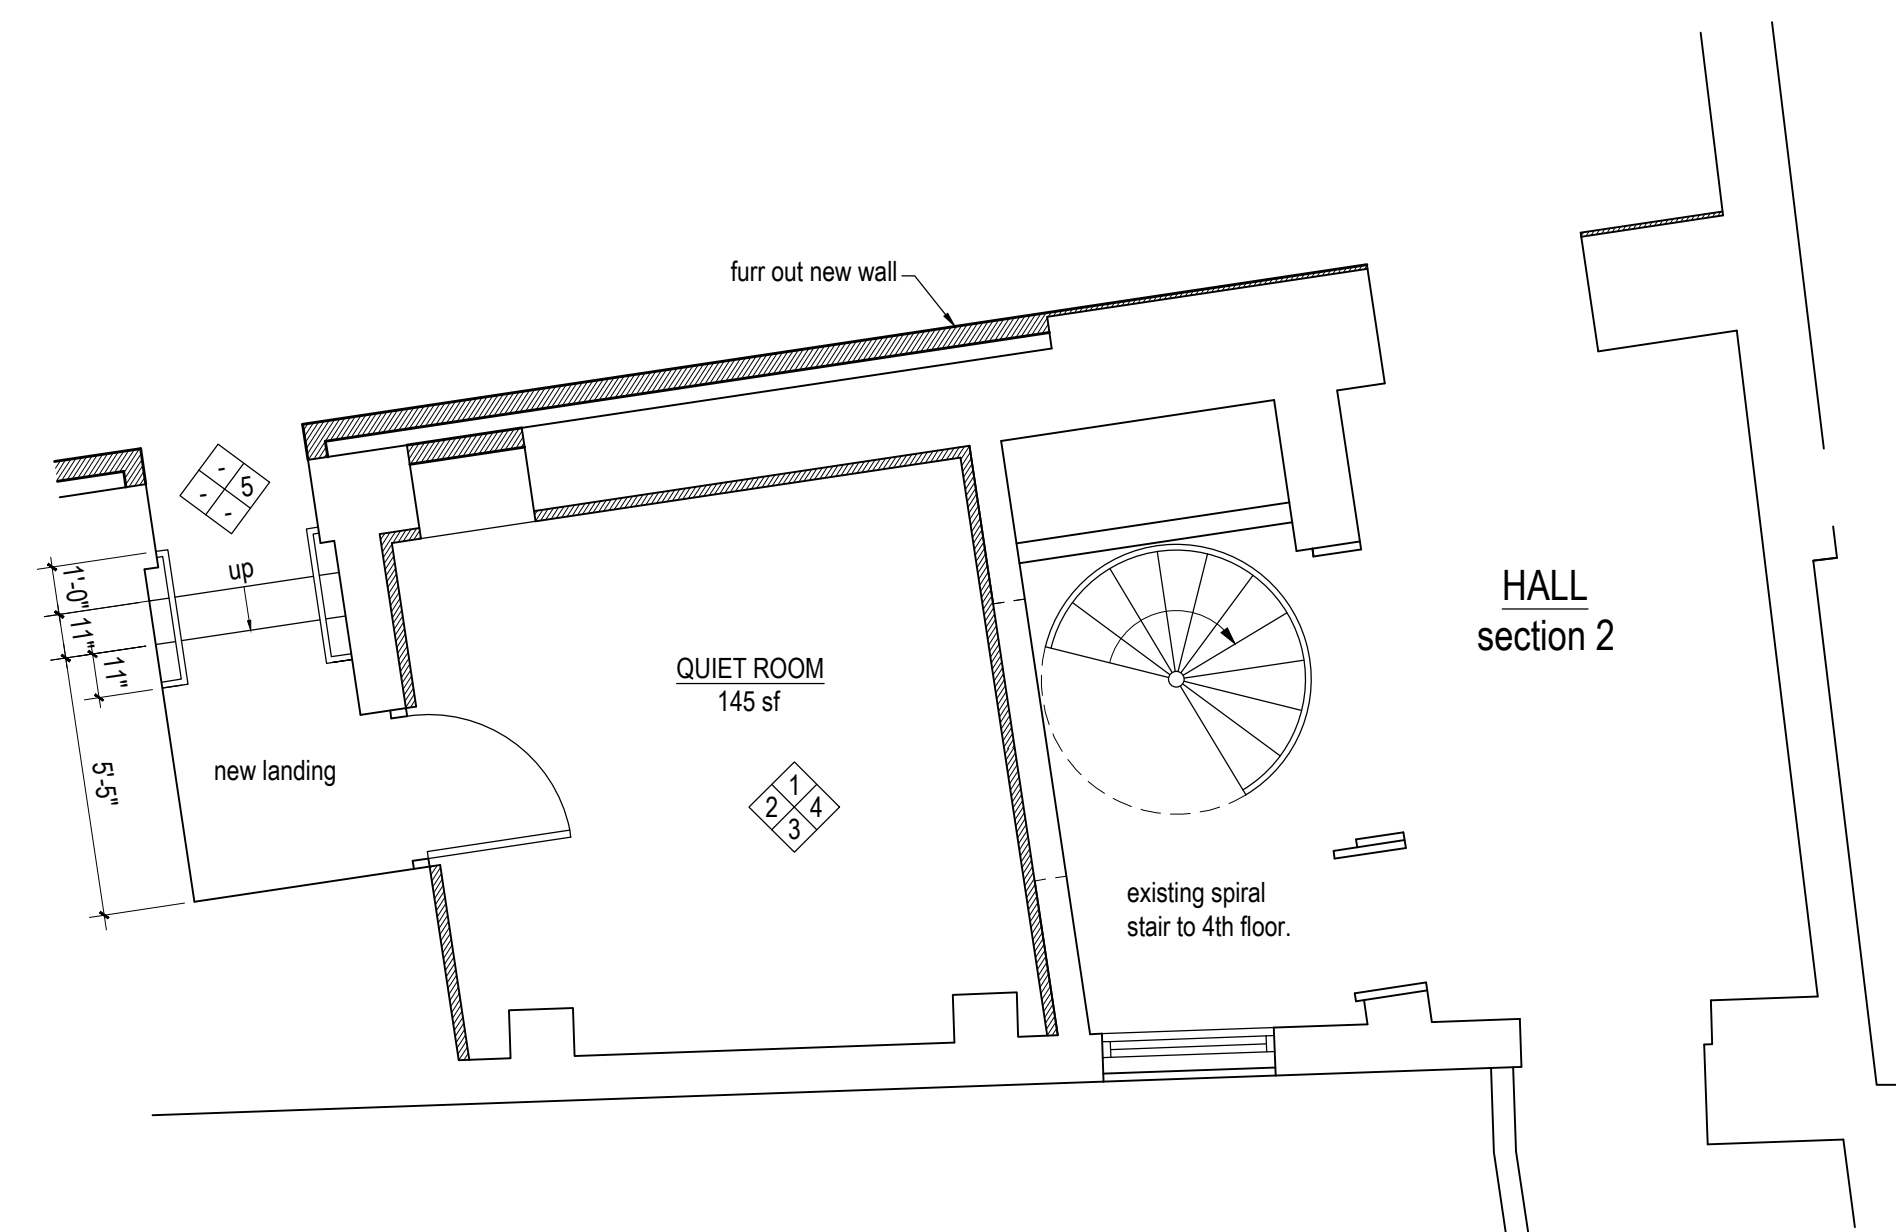 furr out new wall
-
- 5
-
up
1'-0"
11"
11"
5'-5"
new landing
QUIET ROOM
145 sf
1
2 4
3
HALL
section 2
existing spiral
stair to 4th floor.